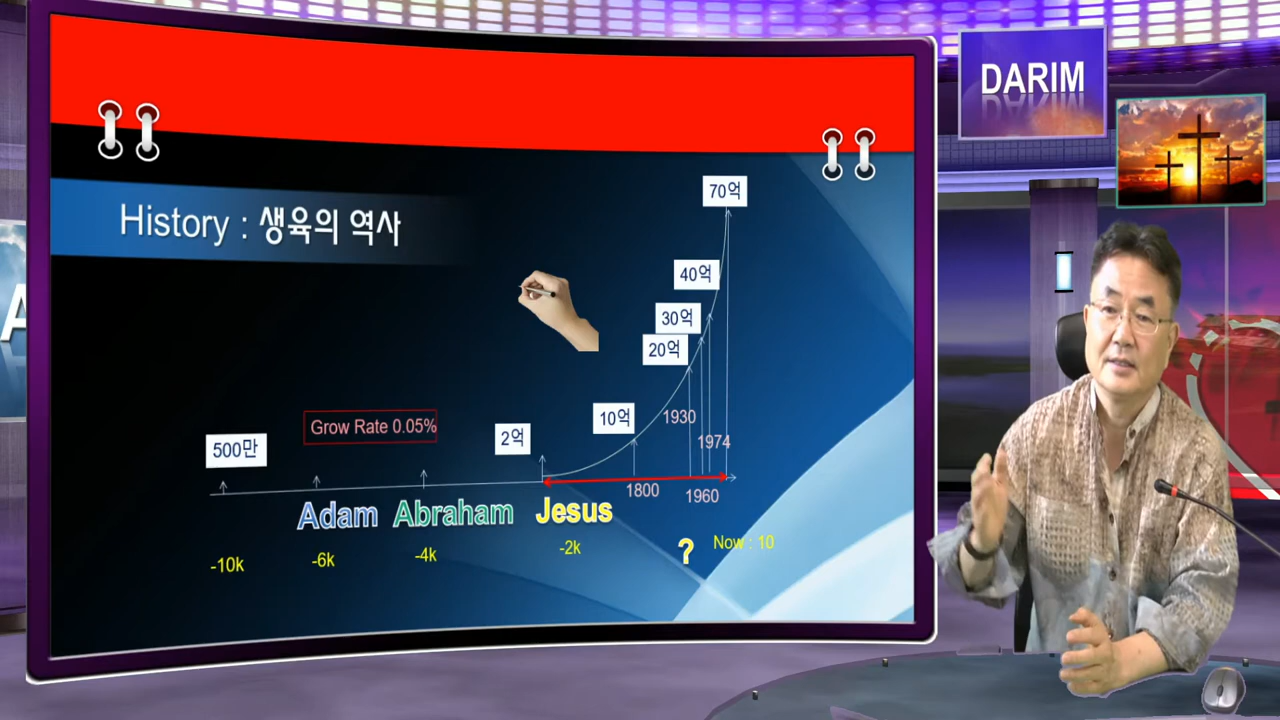 DARIM
A
History : 생육의 역사
70억
40억
30억
20억
10억
1930
Grow Rate 0.05%
2억
1974
500만
1800
1960
Adam
Abraham
Jesus
-10k
-6k
-4k
-2k
?
Now : 10